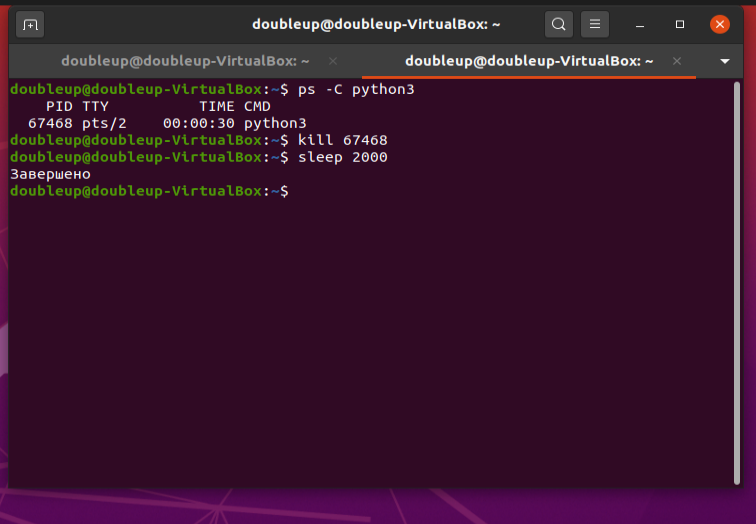 doubleup@doubleup-VirtualBox: ~
doubleup@doubleup-VirtualBox: ~ × doubleup@doubleup-VirtualBox: ~ ×
doubleup@doubleup-VirtualBox:~$ ps -C python3
PID TTY TIME CMD
67468 pts/2 00:00:30 python3
doubleup@doubleup-VirtualBox:~$ kill 67468
doubleup@doubleup-VirtualBox:~$ sleep 2000
Завершено
doubleup@doubleup-VirtualBox:~$